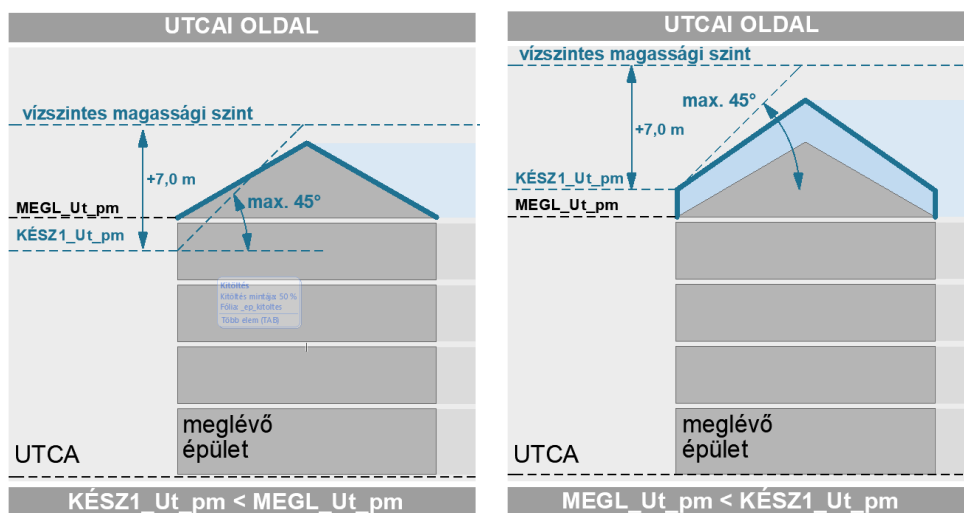 UTCAI OLDAL
vízszintes magassági szint
+7,0 m
MEGL_Ut_pm
max. 45°
KÉSZ1_Ut_pm
Kitöltés
Kitöltés mintája: 50 %
Fólia: _ep_kitoltes
Több elem (TAB)
meglévő
épület
UTCA
KÉSZ1_Ut_pm < MEGL_Ut_pm
UTCAI OLDAL
vízszintes magassági szint
max. 45°
+7,0 m
KÉSZ1_Ut_pm
MEGL_Ut_pm
meglévő
épület
UTCA
MEGL_Ut_pm < KÉSZ1_Ut_pm